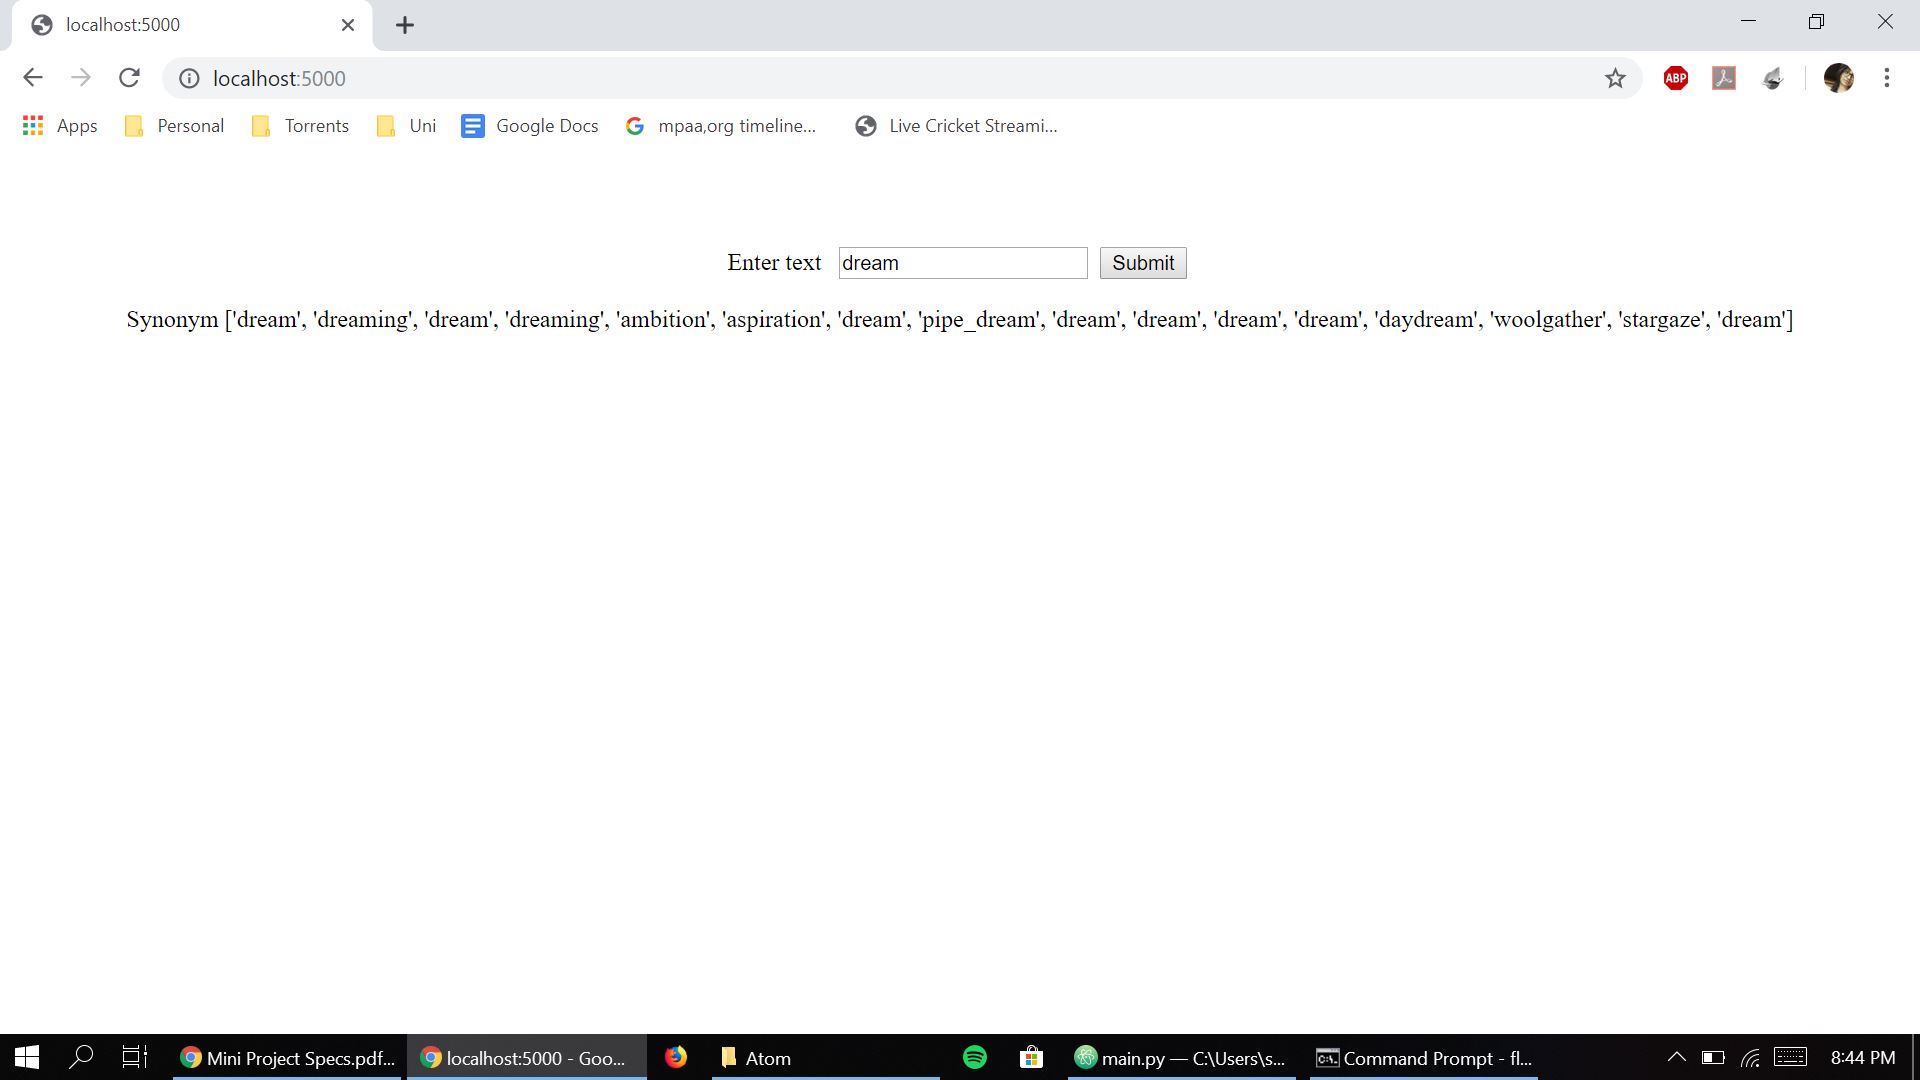 localhost:5000
localhost:5000
ABP
Apps Personal Torrents Uni Google Docs mpaa,org timeline... Live Cricket Streami...
Enter text dream Submit
Synonym ['dream', 'dreaming', 'dream', 'dreaming', 'ambition', 'aspiration', 'dream', 'pipe_dream', 'dream', 'dream', 'dream', 'dream', 'daydream', 'woolgather', 'stargaze', 'dream']
Mini Project Specs.pdf... localhost:5000 - Goo... Atom main.py — C:\Users\s... Command Prompt - fl... 8:44 PM